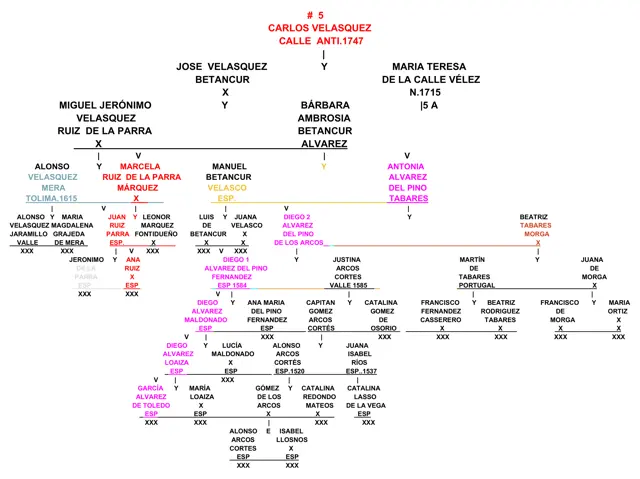 # 5
CARLOS VELASQUEZ
CALLE ANTI.1747
|
JOSE VELASQUEZ Y MARIA TERESA
BETANCUR DE LA CALLE VÉLEZ
X N.1715
MIGUEL JERÓNIMO Y BÁRBARA |5 A
VELASQUEZ AMBROSIA
RUIZ DE LA PARRA BETANCUR
X ALVAREZ
| V | V
ALONSO Y MARCELA MANUEL Y ANTONIA
VELASQUEZ RUIZ DE LA PARRA BETANCUR ALVAREZ
MERA MÁRQUEZ VELASCO DEL PINO
TOLIMA.1615 X ESP. TABARES
| V | V |
ALONSO Y MARIA JUAN Y LEONOR LUIS Y JUANA DIEGO 2 Y BEATRIZ
VELASQUEZ MAGDALENA RUIZ MARQUEZ DE VELASCO ALVAREZ TABARES
JARAMILLO GRAJEDA PARRA FONTIDUEÑO BETANCUR X DEL PINO MORGA
VALLE DE MERA ESP. X X X DE LOS ARCOS X
XXX XXX | V XXX XXX V XXX | |
JERONIMO Y ANA DIEGO 1 Y JUSTINA MARTÍN Y JUANA
DE LA RUIZ ALVAREZ DEL PINO ARCOS DE DE
PARRA X FERNANDEZ CORTES TABARES MORGA
ESP ESP ESP 1584 VALLE 1585 PORTUGAL X
XXX XXX V | | | |
DIEGO Y ANA MARIA CAPITAN Y CATALINA FRANCISCO Y BEATRIZ FRANCISCO Y MARIA
ALVAREZ DEL PINO GOMEZ GOMEZ FERNANDEZ RODRIGUEZ DE ORTIZ
MALDONADO FERNANDEZ ARCOS DE CASSERERO TABARES MORGA X
ESP ESP CORTÉS OSORIO X X X X
V | XXX | XXX XXX XXX XXX XXX
DIEGO Y LUCÍA ALONSO Y JUANA
ALVAREZ MALDONADO ARCOS ISABEL
LOAIZA X CORTÉS RÍOS
ESP ESP ESP.1520 ESP..1537
V | XXX | |
GARCÍA Y MARÍA GÓMEZ Y CATALINA CATALINA
ALVAREZ LOAIZA DE LOS REDONDO LASSO
DE TOLEDO X ARCOS MATEOS DE LA VEGA
ESP ESP X X ESP
XXX XXX | XXX XXX
ALONSO E ISABEL
ARCOS LLOSNOS
CORTES X
ESP ESP
XXX XXX